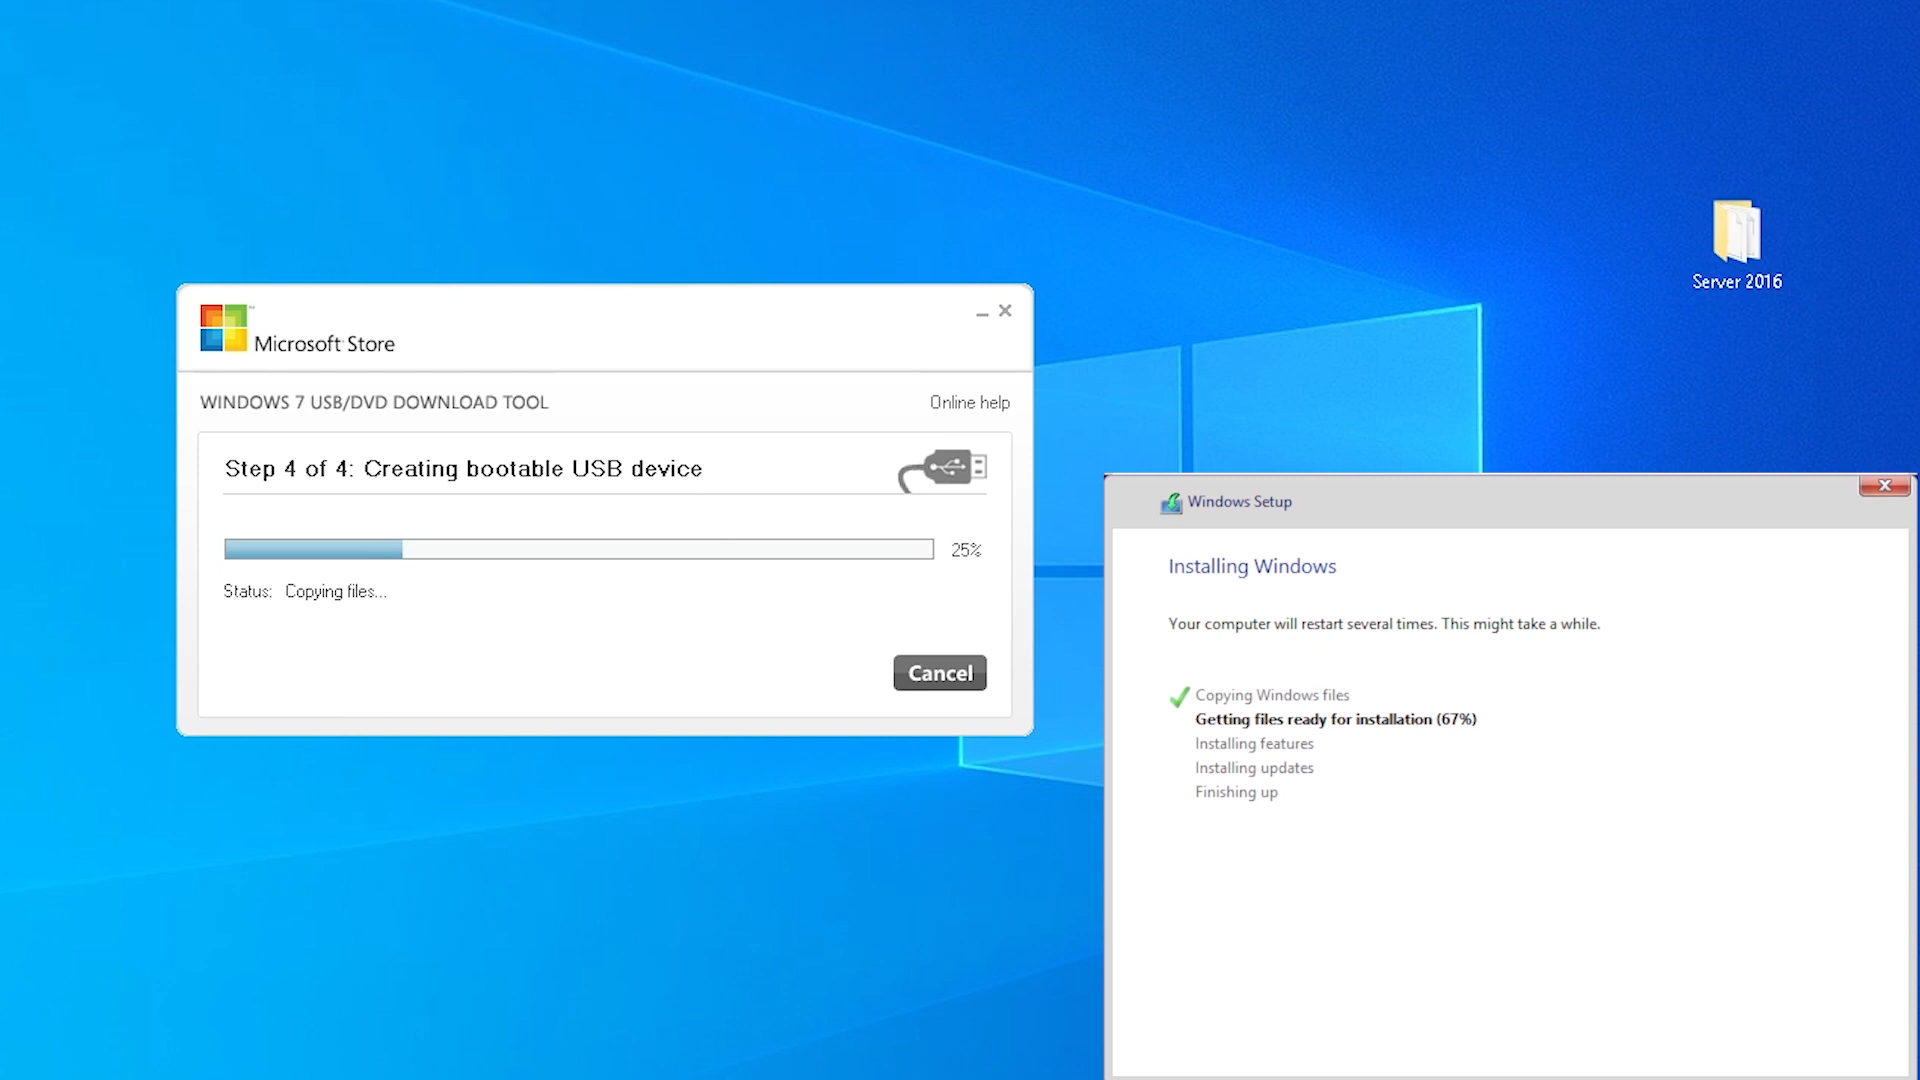 Server 2016
Microsoft Store
WINDOWS 7 USB/DVD DOWNLOAD TOOL
Online help
Step 4 of 4: Creating bootable USB device
25%
Status: Copying files...
Cancel
Windows Setup
Installing Windows
Your computer will restart several times. This might take a while.
Copying Windows files
Getting files ready for installation (67%)
Installing features
Installing updates
Finishing up